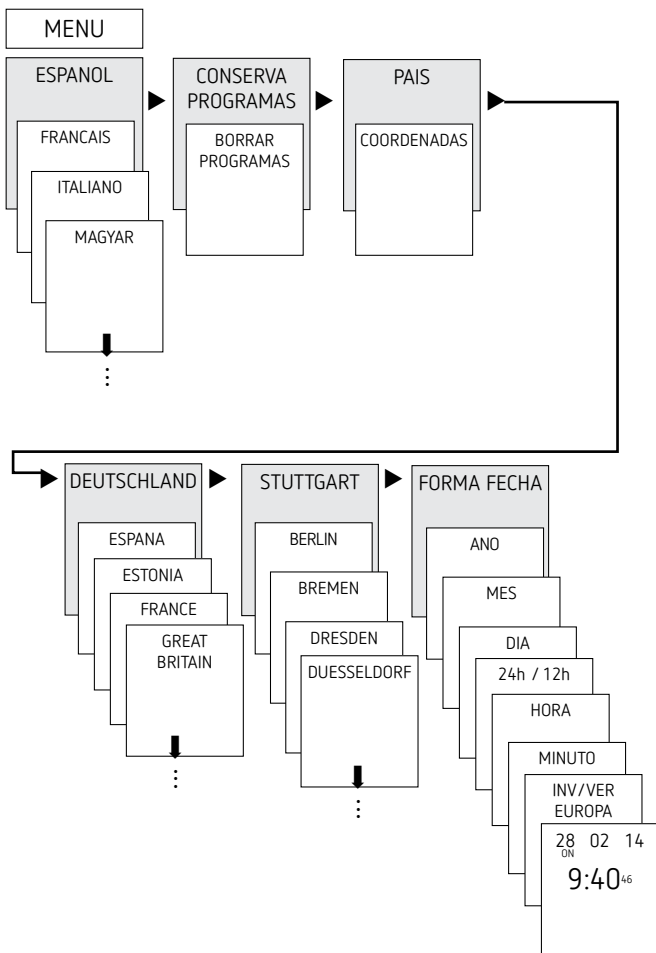 MENU
ESPANOL
FRANCAIS
ITALIANO
MAGYAR
CONSERVA
PROGRAMAS
BORRAR
PROGRAMAS
PAIS
COORDENADAS
DEUTSCHLAND
ESPANA
ESTONIA
FRANCE
GREAT
BRITAIN
STUTTGART
BERLIN
BREMEN
DRESDEN
DUESSELDORF
FORMA FECHA
ANO
MES
DIA
24h / 12h
HORA
MINUTO
INV/VER
EUROPA
28 02 14
ON
9:40 46